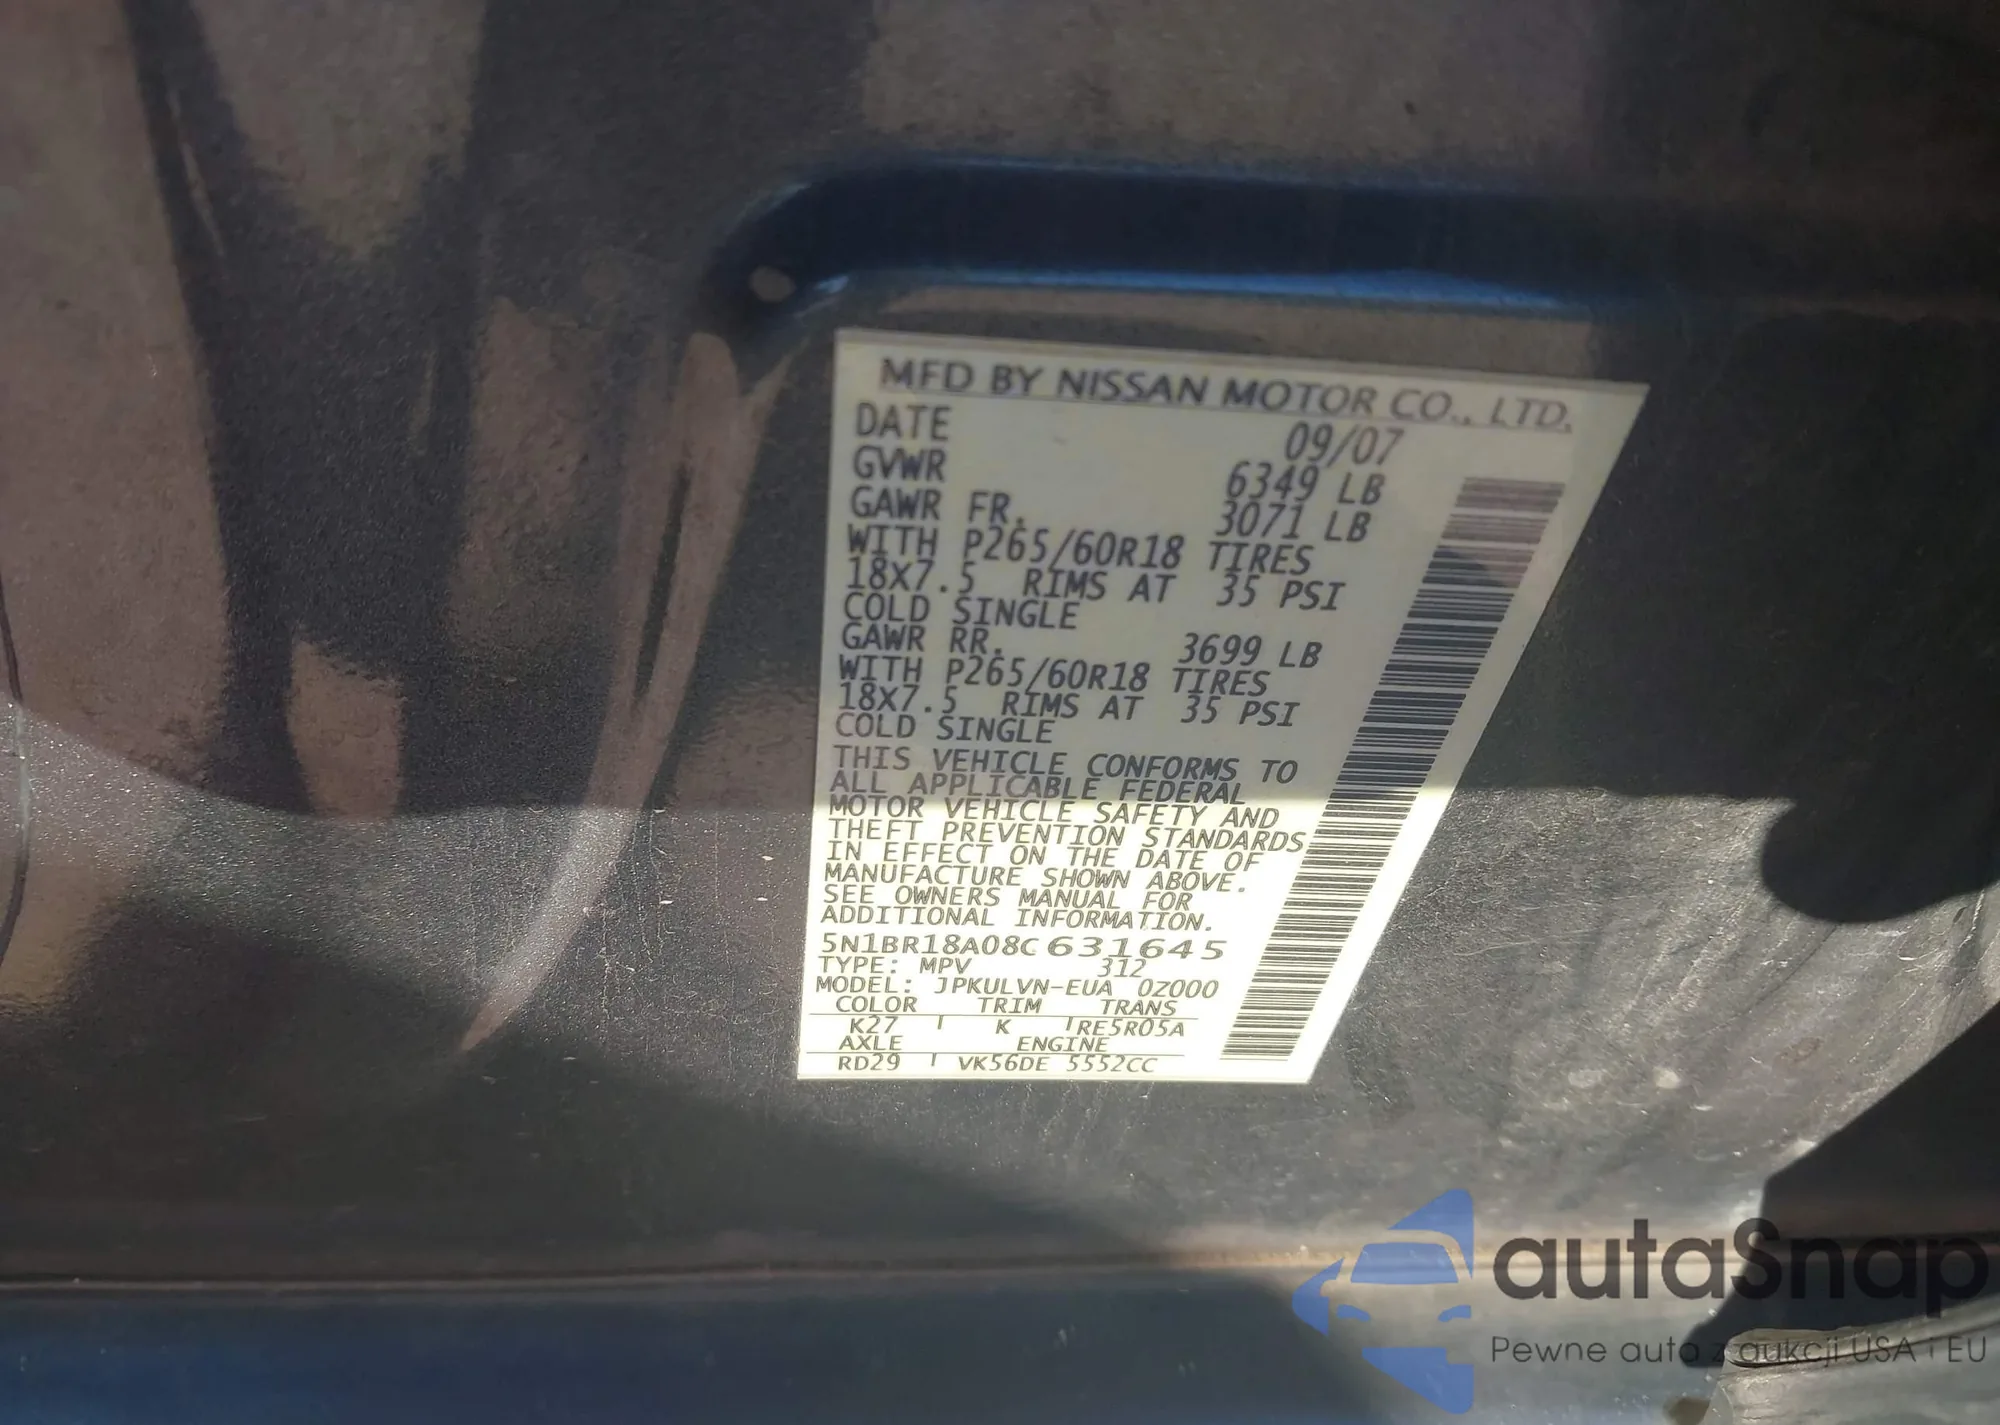 MFD BY NISSAN MOTOR CO., LTD.
DATE 09/07
GVWR 6349 LB
GAWR FR. 3071 LB
WITH P265/60R18 TIRES
18X7.5 RIMS AT 35 PSI
COLD SINGLE
GAWR RR. 3699 LB
WITH P265/60R18 TIRES
18X7.5 RIMS AT 35 PSI
COLD SINGLE
THIS VEHICLE CONFORMS TO
ALL APPLICABLE FEDERAL
MOTOR VEHICLE SAFETY AND
THEFT PREVENTION STANDARDS
IN EFFECT ON THE DATE OF
MANUFACTURE SHOWN ABOVE.
SEE OWNERS MANUAL FOR
ADDITIONAL INFORMATION.
5N1BR18A08C631645
TYPE: MPV 312
MODEL: JPKULVN-EUA 0Z000
COLOR TRIM TRANS
K27 K RE5R05A
AXLE ENGINE
RD29 VK56DE 5552CC
autaSnap
Pewne auta z aukcji USA i EU